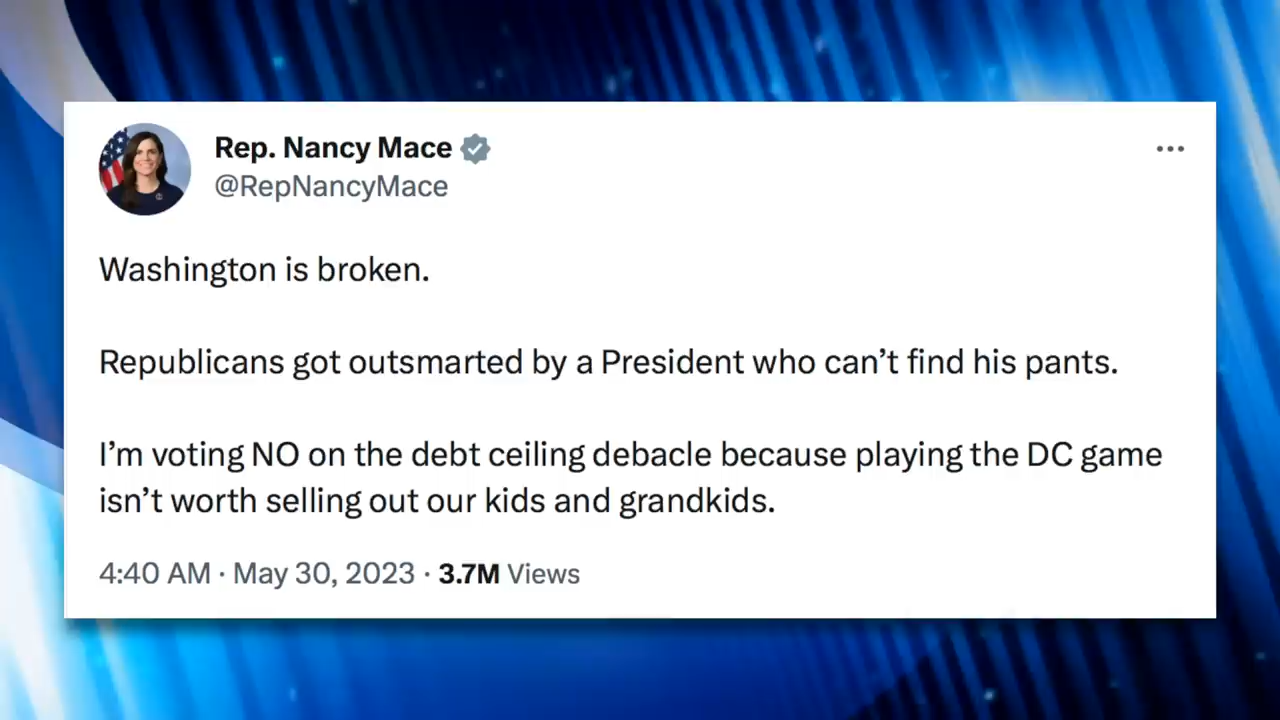 Rep. Nancy Mace
@RepNancyMace
Washington is broken.
Republicans got outsmarted by a President who can’t find his pants.
I’m voting NO on the debt ceiling debacle because playing the DC game
isn’t worth selling out our kids and grandkids.
4:40 AM · May 30, 2023 · 3.7M Views